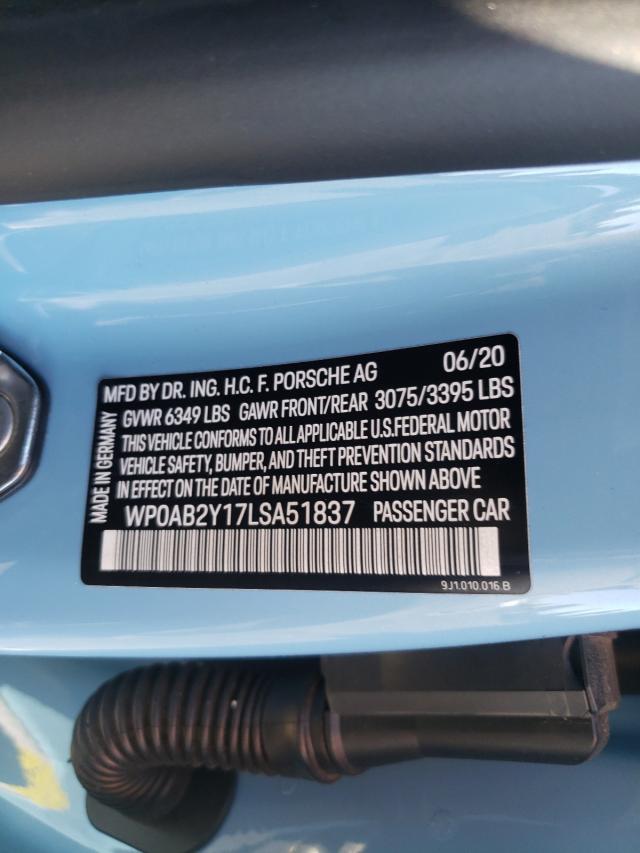 MFD BY DR. ING. H.C. F. PORSCHE AG 06/20
GVWR 6349 LBS GAWR FRONT/REAR 3075/3395 LBS
THIS VEHICLE CONFORMS TO ALL APPLICABLE U.S.FEDERAL MOTOR
VEHICLE SAFETY, BUMPER, AND THEFT PREVENTION STANDARDS
IN EFFECT ON THE DATE OF MANUFACTURE SHOWN ABOVE
WP0AB2Y17LSA51837 PASSENGER CAR
9J1.010.016.B
MADE IN GERMANY